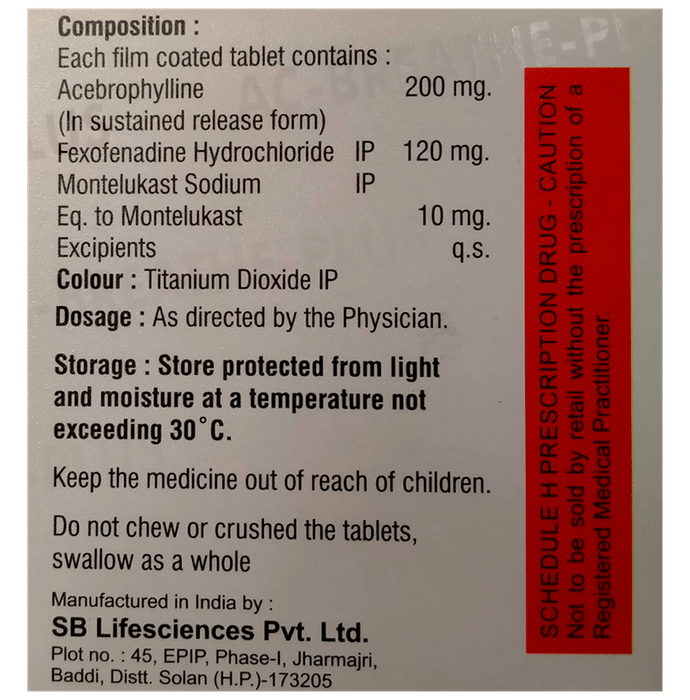 Composition :
Each film coated tablet contains :
Acebrophylline 200 mg.
(In sustained release form)
Fexofenadine Hydrochloride IP 120 mg.
Montelukast Sodium IP
Eq. to Montelukast 10 mg.
Excipients q.s.
Colour : Titanium Dioxide IP
Dosage : As directed by the Physician.
Storage : Store protected from light
and moisture at a temperature not
exceeding 30°C.
Keep the medicine out of reach of children.
Do not chew or crushed the tablets,
swallow as a whole
Manufactured in India by :
SB Lifesciences Pvt. Ltd.
Plot no. : 45, EPIP, Phase-I, Jharmajri,
Baddi, Distt. Solan (H.P.)-173205
SCHEDULE H PRESCRIPTION DRUG - CAUTION
Not to be sold by retail without the prescription of a
Registered Medical Practitioner.